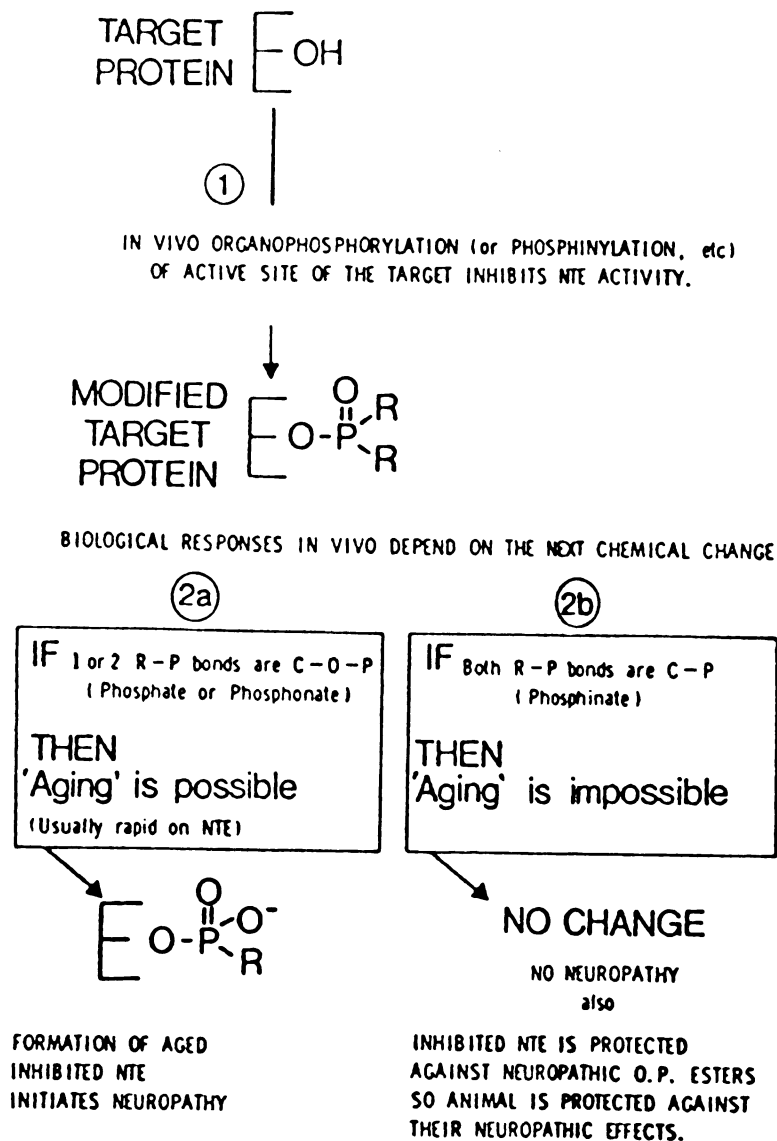 TARGET
PROTEIN
OH
1
IN VIVO ORGANOPHOSPHORYLATION (or PHOSPHINYLATION, etc)
OF ACTIVE SITE OF THE TARGET INHIBITS NTE ACTIVITY.
MODIFIED
TARGET
PROTEIN
O
O-P
R
R
BIOLOGICAL RESPONSES IN VIVO DEPEND ON THE NEXT CHEMICAL CHANGE
2a
IF 1 or 2 R-P bonds are C-O-P
(Phosphate or Phosphonate)
THEN
'Aging' is possible
(Usually rapid on NTE)
O
O-P
O-
R
FORMATION OF AGED
INHIBITED NTE
INITIATES NEUROPATHY
2b
IF Both R-P bonds are C-P
(Phosphinate)
THEN
'Aging' is impossible
NO CHANGE
NO NEUROPATHY
also
INHIBITED NTE IS PROTECTED
AGAINST NEUROPATHIC O.P. ESTERS
SO ANIMAL IS PROTECTED AGAINST
THEIR NEUROPATHIC EFFECTS.